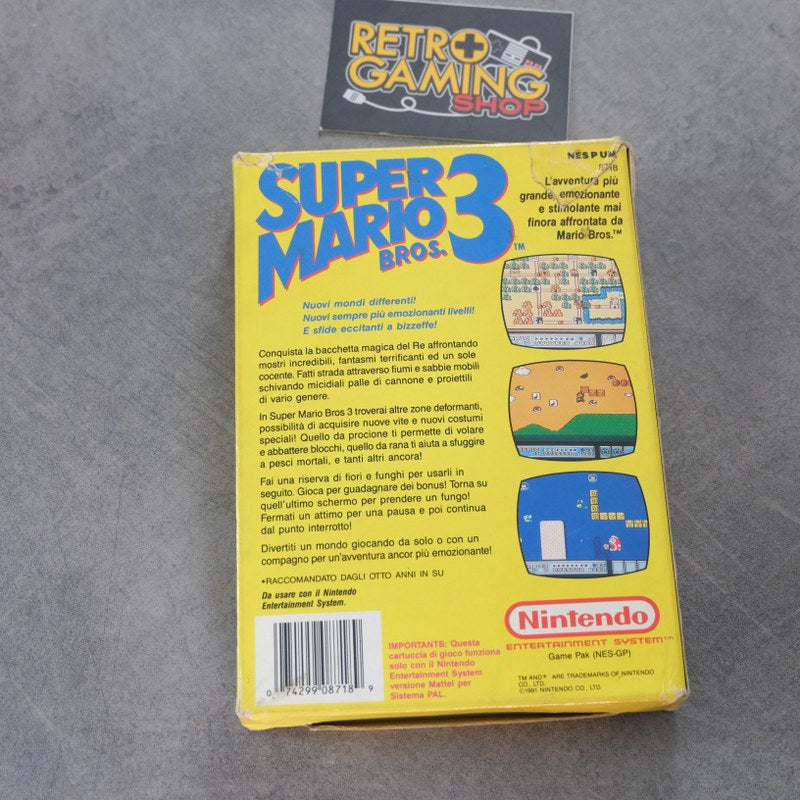 RETRO
GAMING
SHOP
SUPER
MARIO
BROS. 3™
NES P
8718
L'avventura più
grande, emozionante
e stimolante mai
finora affrontata da
Mario Bros.™
Nuovi mondi differenti!
Nuovi sempre più emozionanti livelli!
E sfide eccitanti a bizzeffe!
Conquista la bacchetta magica del Re affrontando
mostri incredibili, fantasmi terrificanti ed un sole
cocente. Fatti strada attraverso fiumi e sabbie mobili
schivando micidiali palle di cannone e proiettili
di vario genere.
In Super Mario Bros 3 troverai altre zone deformanti,
possibilità di acquisire nuove vite e nuovi costumi
speciali! Quello da procione ti permette di volare
e abbattere blocchi, quello da rana ti aiuta a sfuggire
a pesci mortali, e tanti altri ancora!
Fai una riserva di fiori e funghi per usarli in
seguito. Gioca per guadagnare dei bonus! Torna su
quell'ultimo schermo per prendere un fungo!
Fermati un attimo per una pausa e poi continua
dal punto interrotto!
Divertiti un mondo giocando da solo o con un
compagno per un'avventura ancor più emozionante!
•RACCOMANDATO DAGLI OTTO ANNI IN SU
Da usare con il Nintendo
Entertainment System.
0 74299 08718 9
IMPORTANTE: Questa
cartuccia di gioco funziona
solo con il Nintendo
Entertainment System
versione Mattel per
Sistema PAL.
Nintendo®
ENTERTAINMENT SYSTEM™
Game Pak (NES-GP)
TM AND ® ARE TRADEMARKS OF NINTENDO
CO., LTD.
©1991 NINTENDO CO., LTD.